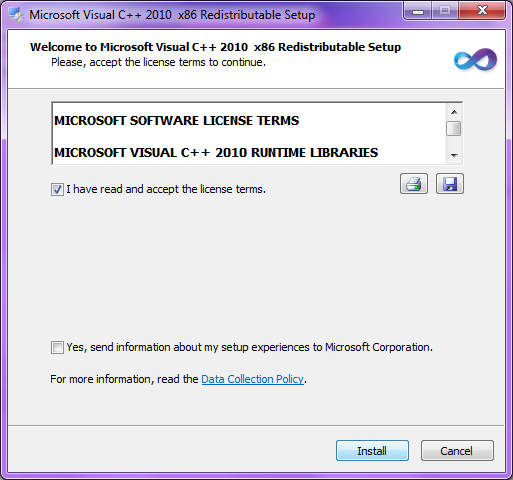 Microsoft Visual C++ 2010  x86 Redistributable Setup
Welcome to Microsoft Visual C++ 2010  x86 Redistributable Setup
Please, accept the license terms to continue.
MICROSOFT SOFTWARE LICENSE TERMS
MICROSOFT VISUAL C++ 2010 RUNTIME LIBRARIES
I have read and accept the license terms.
Yes, send information about my setup experiences to Microsoft Corporation.
For more information, read the Data Collection Policy.
Install Cancel